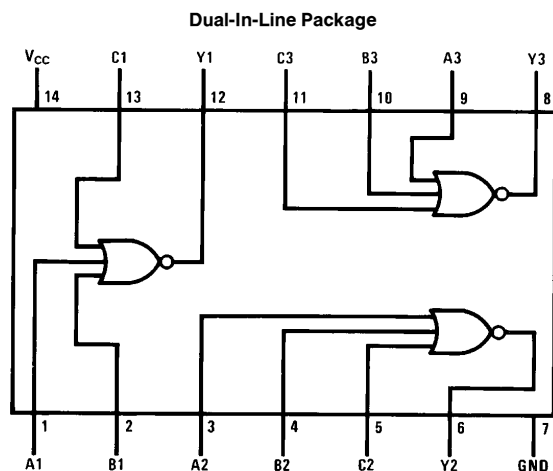 Dual-In-Line Package
VCC C1 Y1 C3 B3 A3 Y3
14 13 12 11 10 9 8
1 2 3 4 5 6 7
A1 B1 A2 B2 C2 Y2 GND